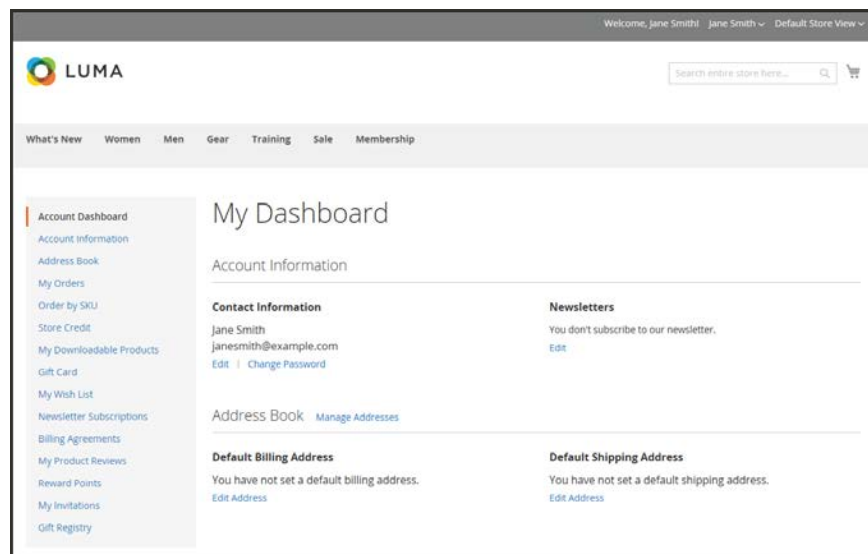 Welcome, Jane Smith! Jane Smith Default Store View
LUMA
Search entire store here...
What's New Women Men Gear Training Sale Membership
Account Dashboard
Account Information
Address Book
My Orders
Order by SKU
Store Credit
My Downloadable Products
Gift Card
My Wish List
Newsletter Subscriptions
Billing Agreements
My Product Reviews
Reward Points
My Invitations
Gift Registry
My Dashboard
Account Information
Contact Information
Jane Smith
janesmith@example.com
Edit | Change Password
Newsletters
You don't subscribe to our newsletter.
Edit
Address Book Manage Addresses
Default Billing Address
You have not set a default billing address.
Edit Address
Default Shipping Address
You have not set a default shipping address.
Edit Address